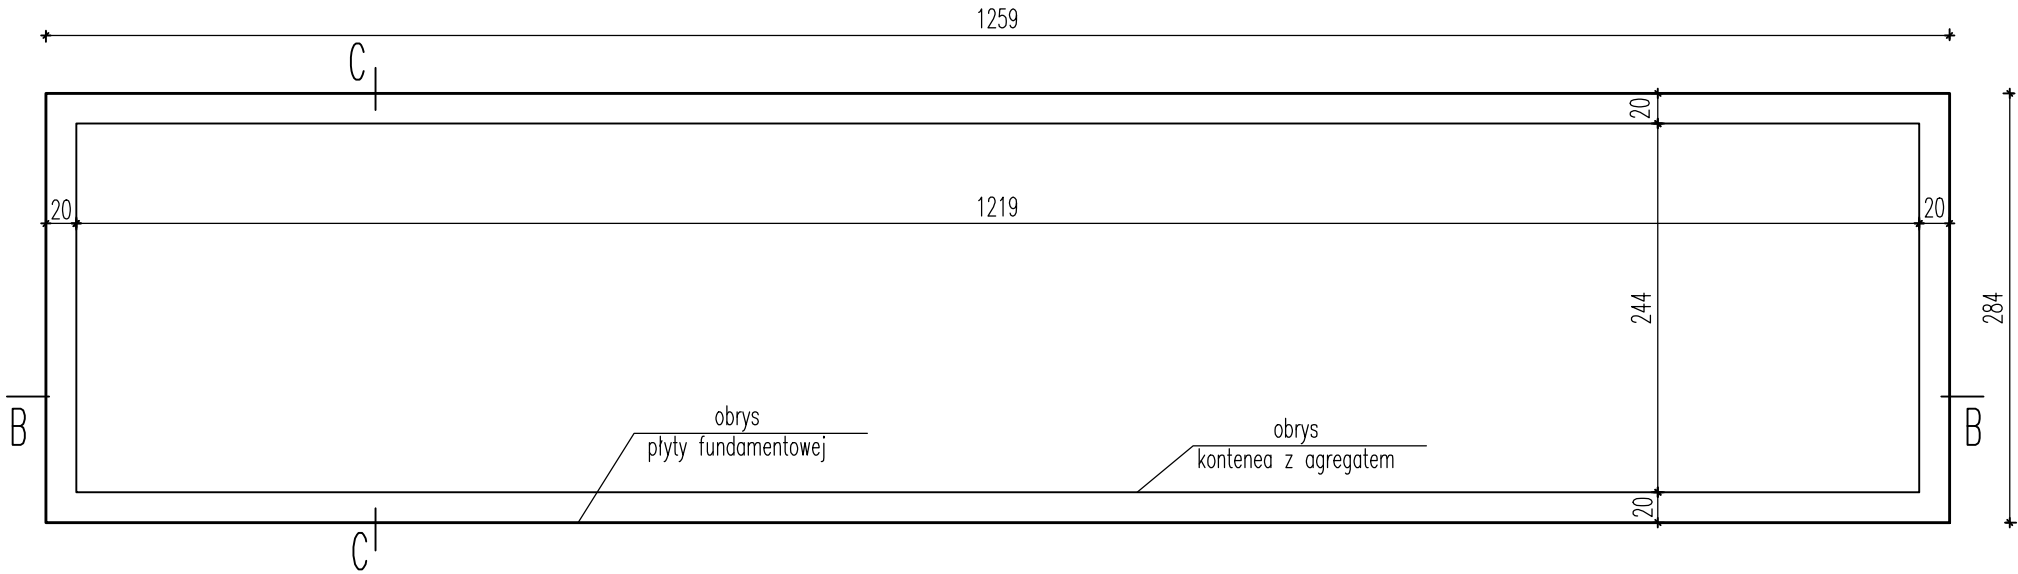 1259
C
20
20
1219
20
244
284
B
B
obrys
płyty fundamentowej
obrys
kontenea z agregatem
20
C